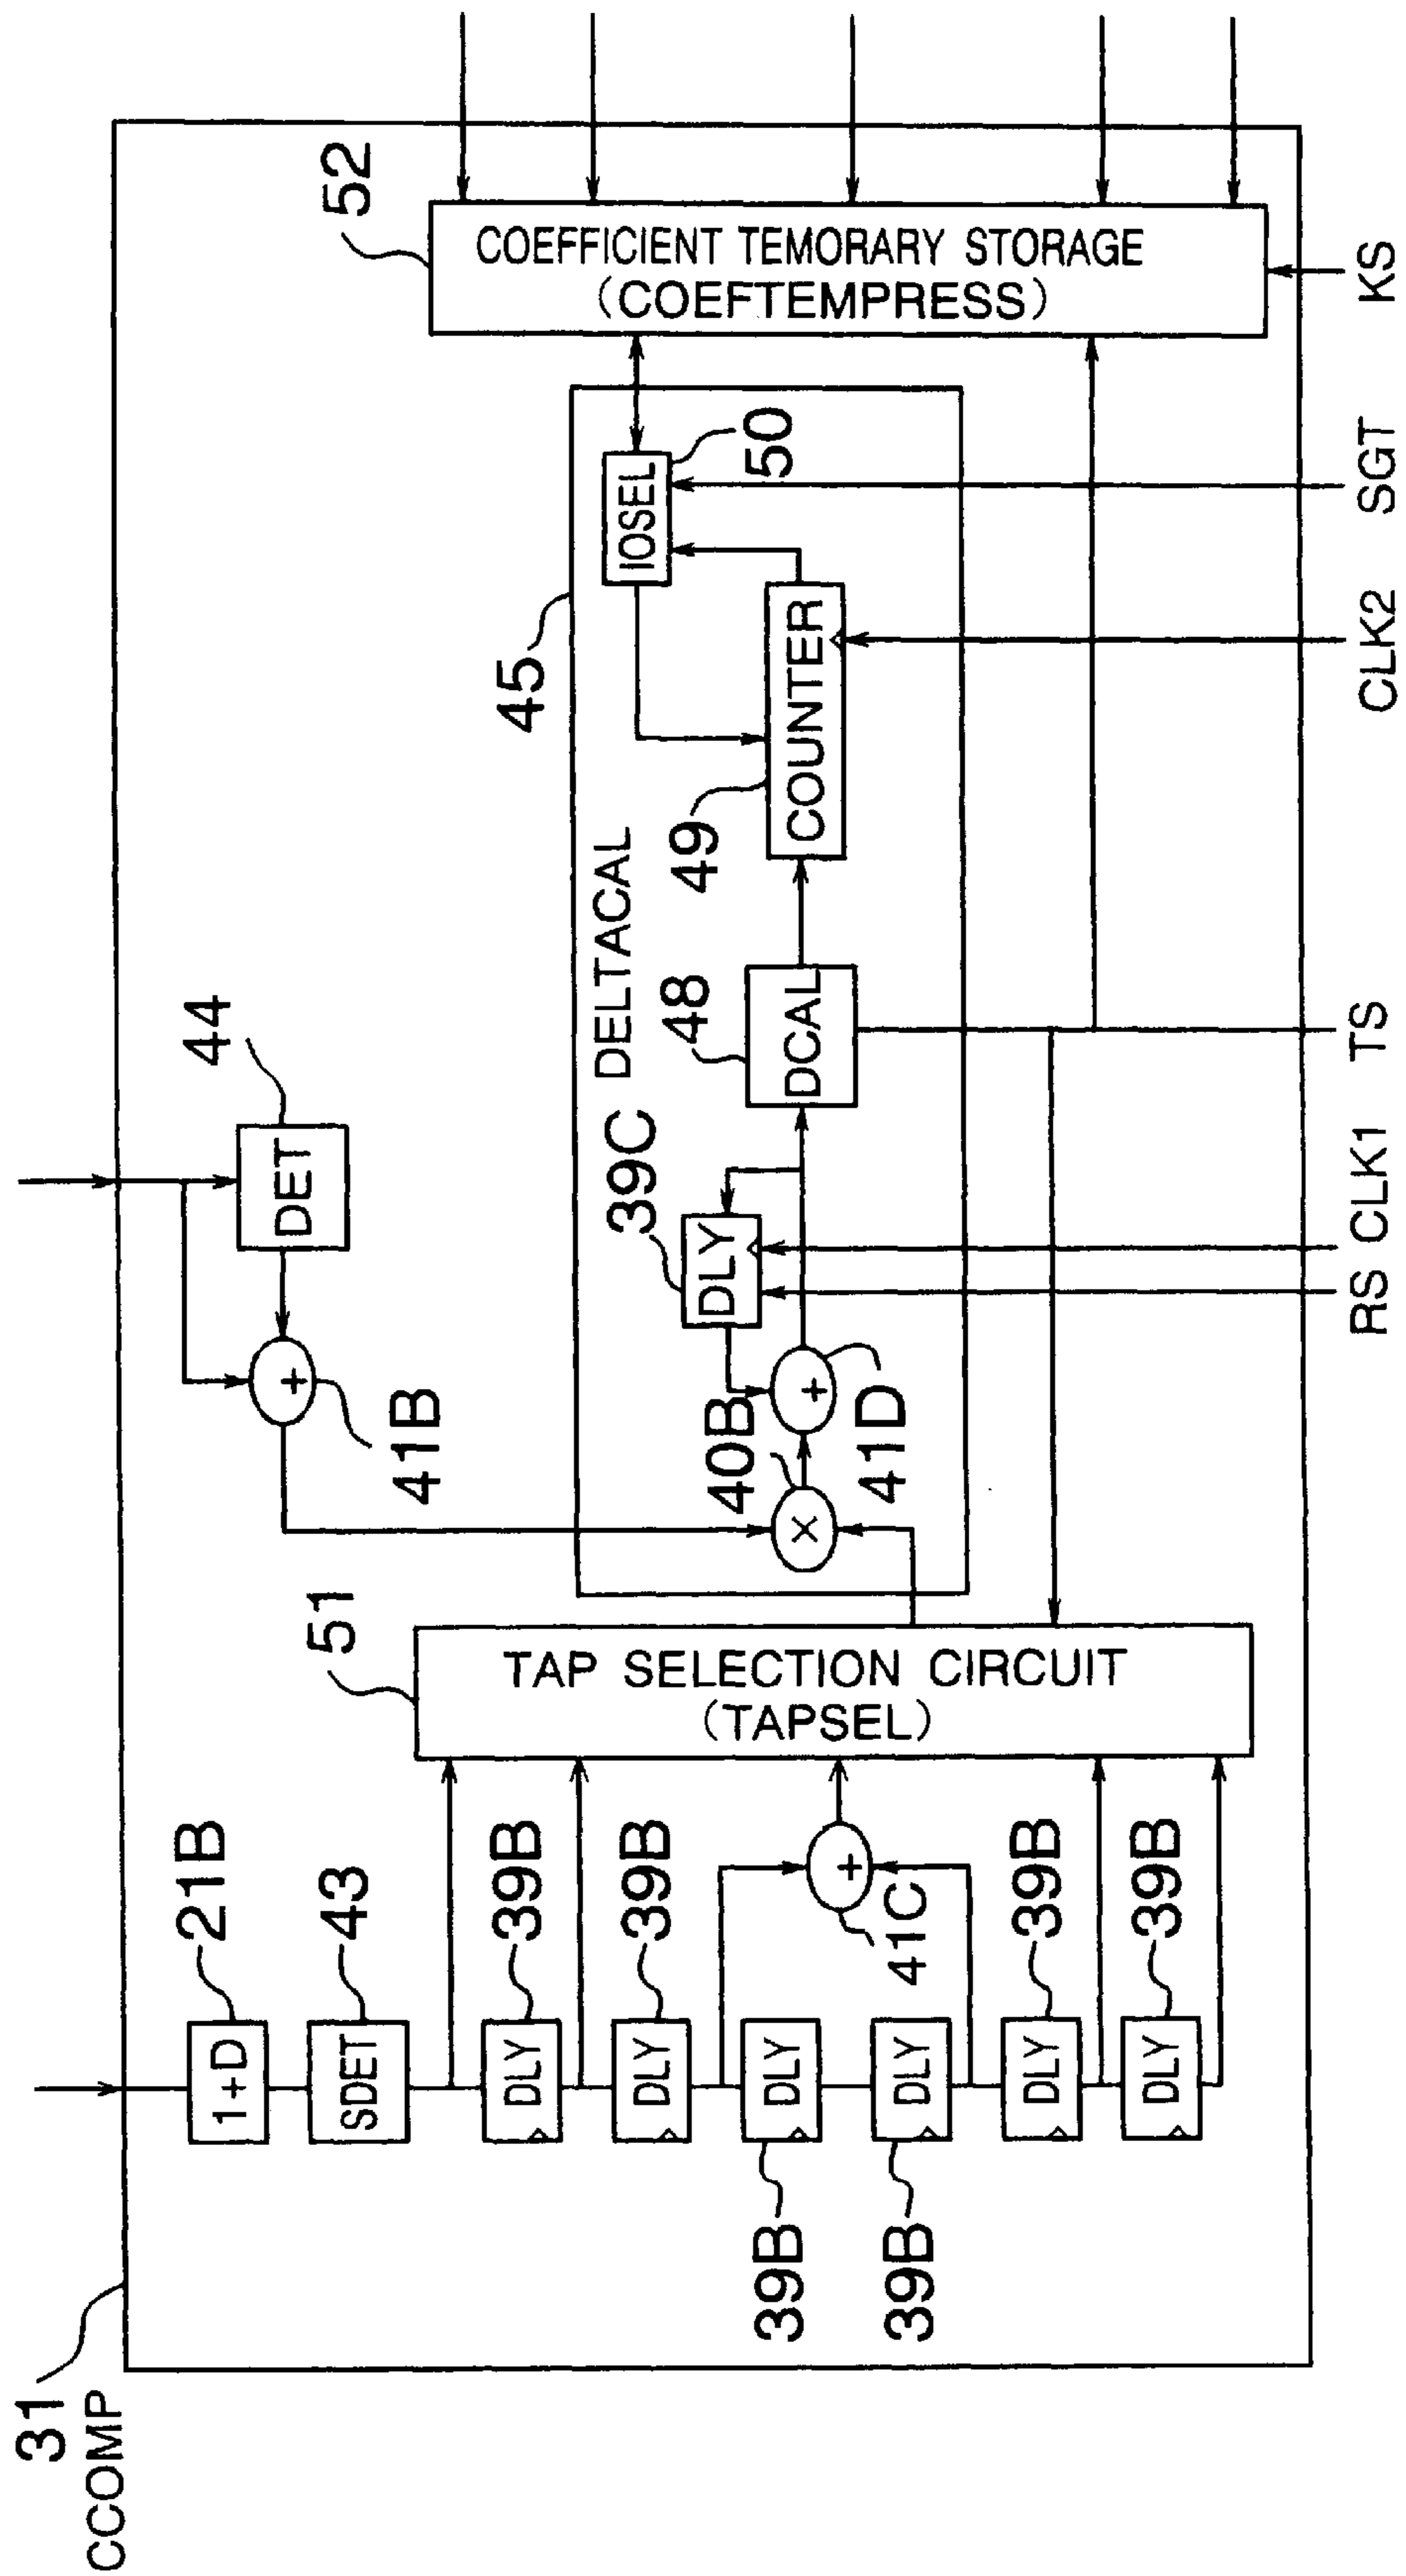 31
CCOMP
21B
1+D
43
SDET
39B
DLY
39B
DLY
39B
DLY
39B
DLY
39B
DLY
39B
DLY
+
41C
51
TAP SELECTION CIRCUIT
(TAPSEL)
44
DET
+
41B
45
DELTACAL
×
40B
+
41D
39C
DLY
48
DCAL
49
COUNTER
50
IOSEL
52
COEFFICIENT TEMORARY STORAGE
(COEFTEMPRESS)
RS
CLK1
TS
CLK2
SGT
KS